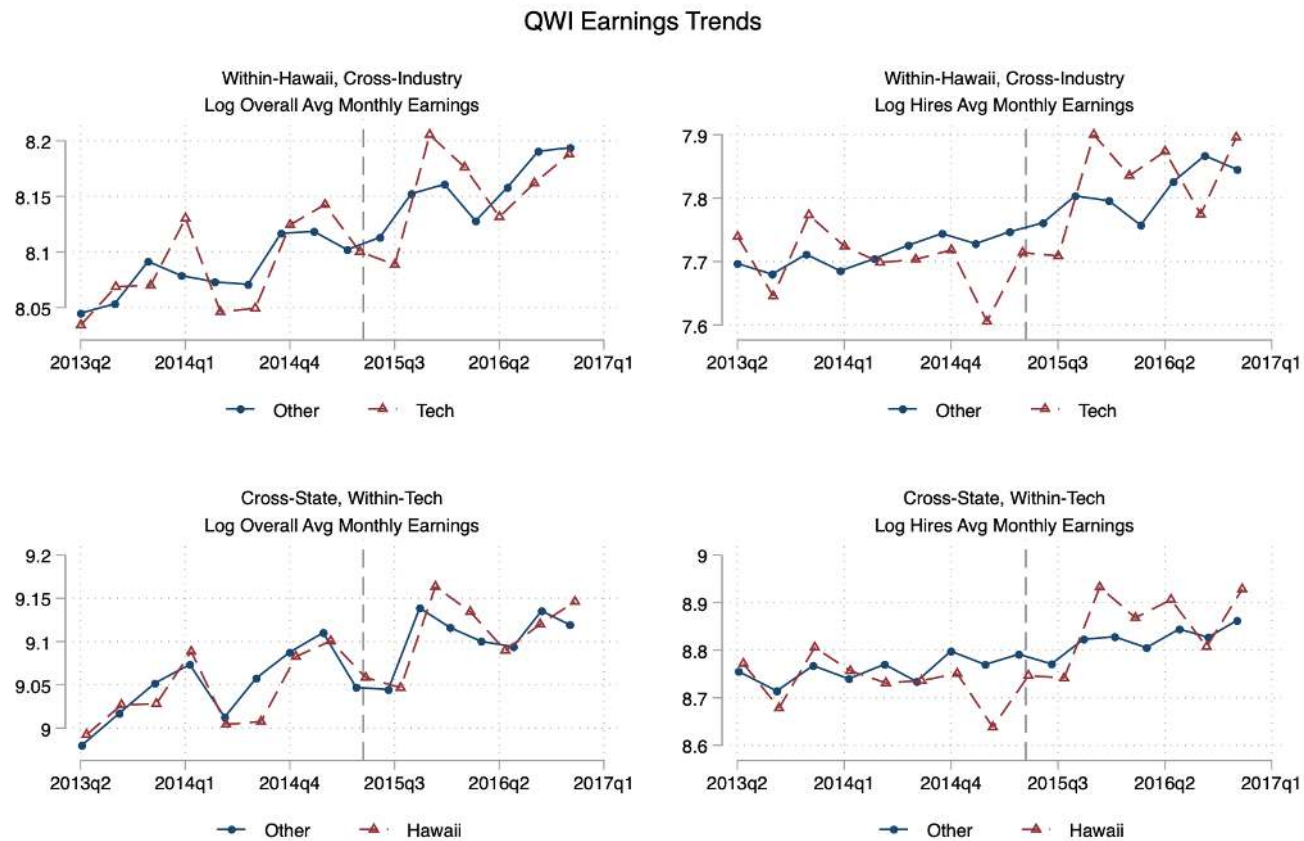 QWI Earnings Trends
Within-Hawaii, Cross-Industry
Log Overall Avg Monthly Earnings
8.2
8.15
8.1
8.05
2013q2 2014q1 2014q4 2015q3 2016q2 2017q1
Other Tech
Within-Hawaii, Cross-Industry
Log Hires Avg Monthly Earnings
7.9
7.8
7.7
7.6
2013q2 2014q1 2014q4 2015q3 2016q2 2017q1
Other Tech
Cross-State, Within-Tech
Log Overall Avg Monthly Earnings
9.2
9.15
9.1
9.05
9
2013q2 2014q1 2014q4 2015q3 2016q2 2017q1
Other Hawaii
Cross-State, Within-Tech
Log Hires Avg Monthly Earnings
9
8.9
8.8
8.7
8.6
2013q2 2014q1 2014q4 2015q3 2016q2 2017q1
Other Hawaii